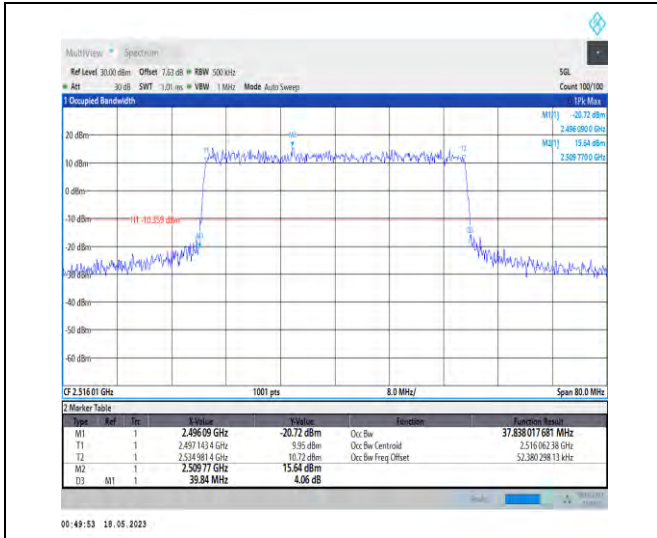 MultiView Spectrum
Ref Level 30.00 dBm Offset 7.63 dB RBW 500 kHz SGL
Att 30 dB SWT 1.01 ms VBW 1 MHz Mode Auto Sweep Count 100/100
1 Occupied Bandwidth 1Pk Max
M1[1] -20.72 dBm
2.496 090 0 GHz
M2[1] 15.64 dBm
2.509 770 0 GHz
20 dBm
M2
T1 T2
10 dBm
0 dBm
-10 dBm H1 -10.359 dBm
M1 D3
-20 dBm
-30 dBm
-40 dBm
-50 dBm
-60 dBm
CF 2.516 01 GHz 1001 pts 8.0 MHz/ Span 80.0 MHz
2 Marker Table
Type Ref Trc X-Value Y-Value Function Function Result
M1 1 2.496 09 GHz -20.72 dBm Occ Bw 37.838 017 681 MHz
T1 1 2.497 143 4 GHz 9.95 dBm Occ Bw Centroid 2.516 062 38 GHz
T2 1 2.534 981 4 GHz 10.72 dBm Occ Bw Freq Offset 52.380 298 13 kHz
M2 1 2.509 77 GHz 15.64 dBm
D3 M1 1 39.84 MHz 4.06 dB
00:49:53 18.05.2023